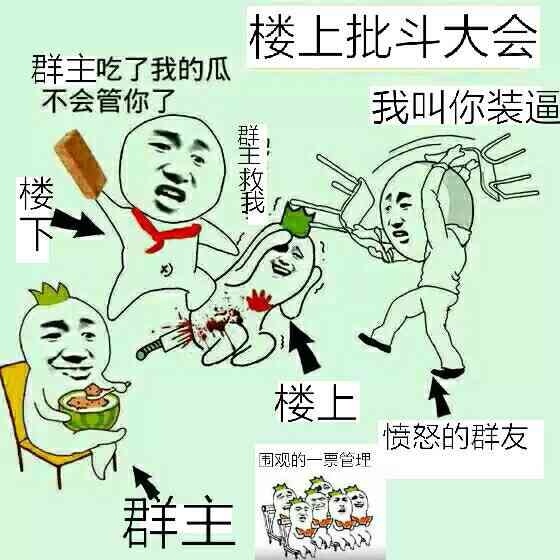 楼上批斗大会
群主吃了我的瓜
不会管你了
我叫你装逼
群主救我
楼下
楼上
愤怒的群友
围观的一票管理
群主